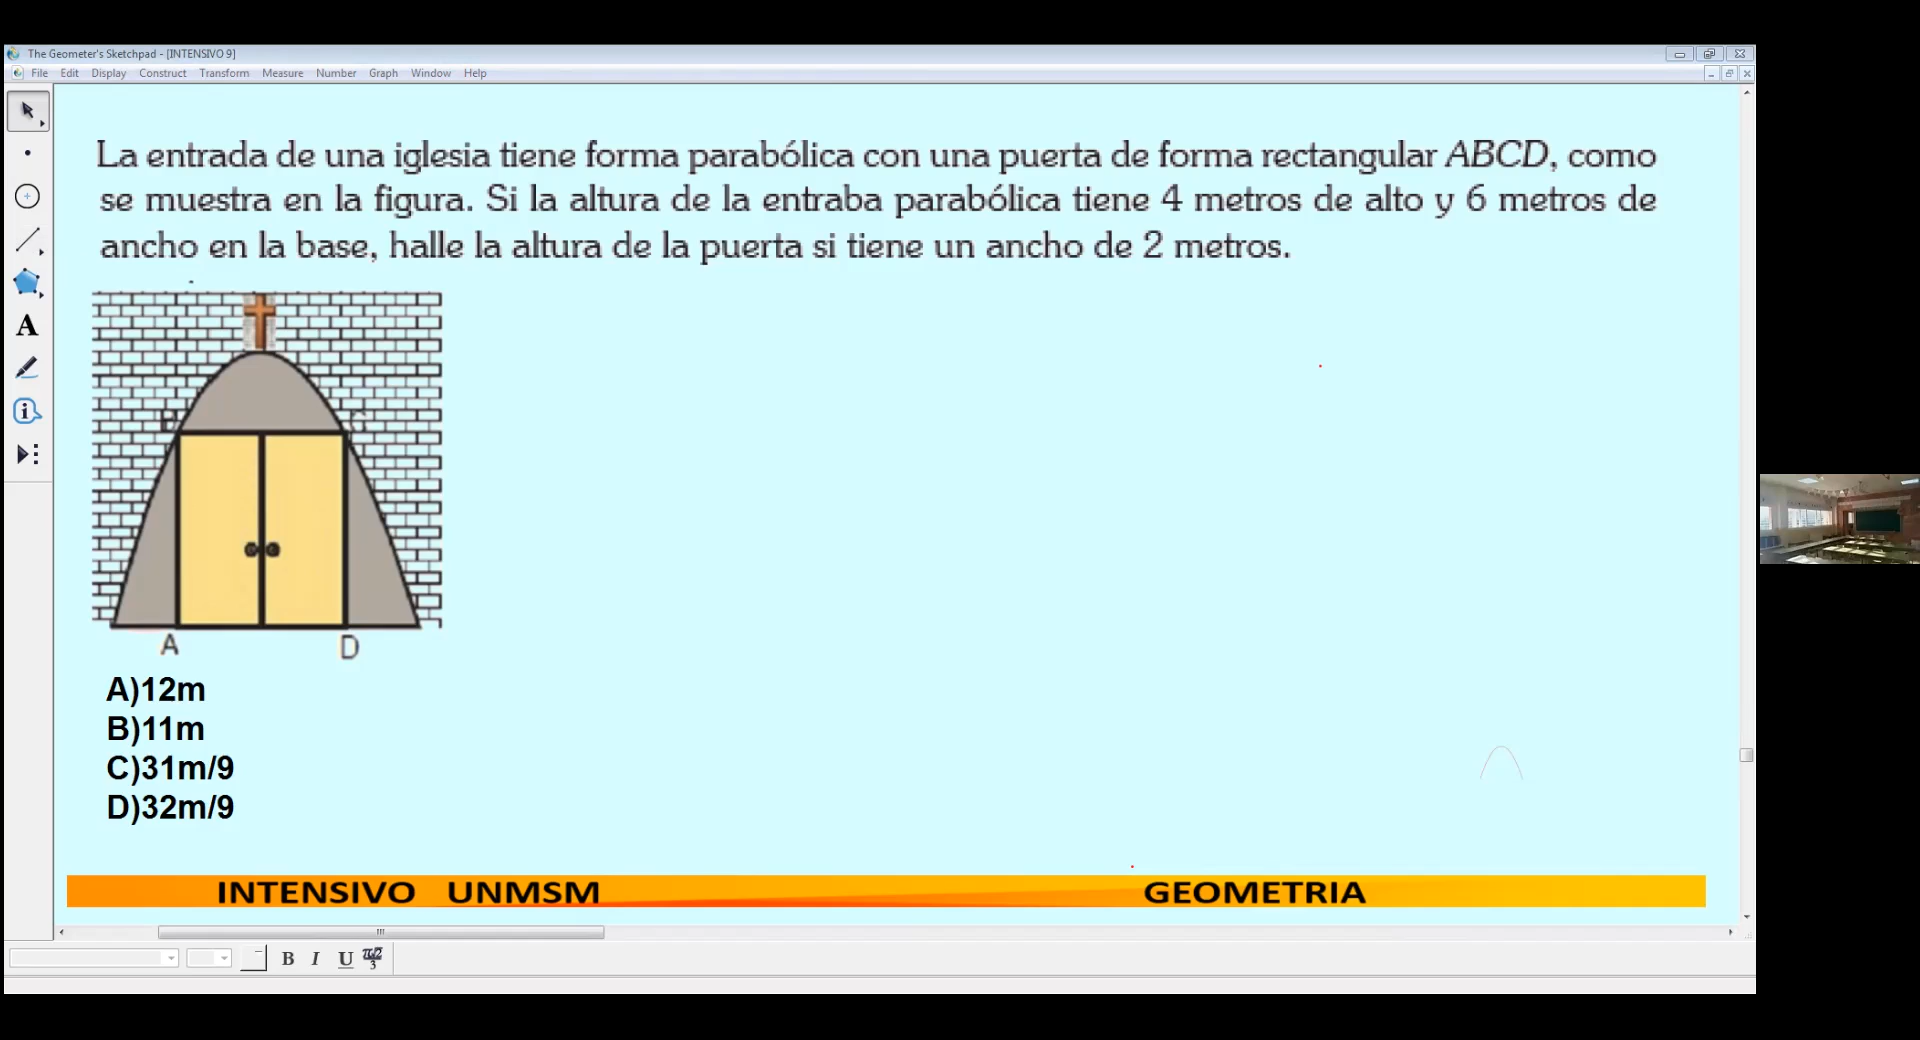 The Geometer's Sketchpad - [INTENSIVO 9]
File Edit Display Construct Transform Measure Number Graph Window Help
La entrada de una iglesia tiene forma parabólica con una puerta de forma rectangular ABCD, como
se muestra en la figura. Si la altura de la entraba parabólica tiene 4 metros de alto y 6 metros de
ancho en la base, halle la altura de la puerta si tiene un ancho de 2 metros.
B C
A D
A)12m
B)11m
C)31m/9
D)32m/9
INTENSIVO UNMSM GEOMETRIA
B I U